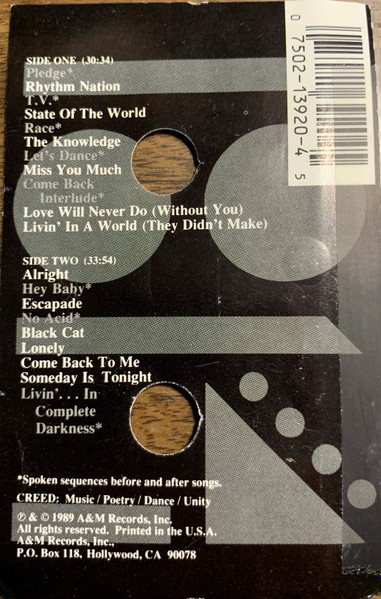 0 7502-13920-4 5
SIDE ONE (30:34)
Pledge*
Rhythm Nation
T.V.*
State Of The World
Race*
The Knowledge
Let's Dance*
Miss You Much
Come Back
Interlude*
Love Will Never Do (Without You)
Livin' In A World (They Didn't Make)
SIDE TWO (33:54)
Alright
Hey Baby*
Escapade
No Acid*
Black Cat
Lonely
Come Back To Me
Someday Is Tonight
Livin'. . . In
Complete
Darkness*
*Spoken sequences before and after songs.
CREED: Music / Poetry / Dance / Unity
℗ & © 1989 A&M Records, Inc.
All rights reserved. Printed in the U.S.A.
A&M Records, Inc.,
P.O. Box 118, Hollywood, CA 90078